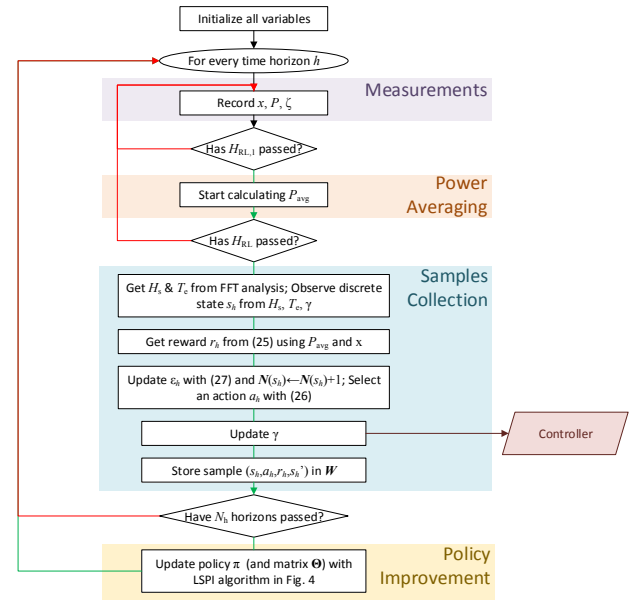 Initialize all variables
For every time horizon h
Measurements
Record x, P, ζ
Has H_RL,1 passed?
Power
Averaging
Start calculating P_avg
Has H_RL passed?
Samples
Collection
Get H_s & T_e from FFT analysis; Observe discrete
state s_h from H_s, T_e, γ
Get reward r_h from (25) using P_avg and x
Update ε_h with (27) and N(s_h)←N(s_h)+1; Select
an action a_h with (26)
Update γ
Controller
Store sample (s_h,a_h,r_h,s_h’) in W
Have N_h horizons passed?
Policy
Improvement
Update policy π (and matrix Θ) with
LSPI algorithm in Fig. 4